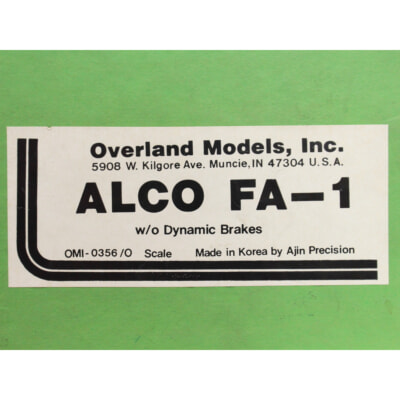 Overland Models, Inc.
5908 W. Kilgore Ave. Muncie, IN 47304 U.S.A.
ALCO FA-1
w/o Dynamic Brakes
OMI-0356/O Scale Made in Korea by Ajin Precision